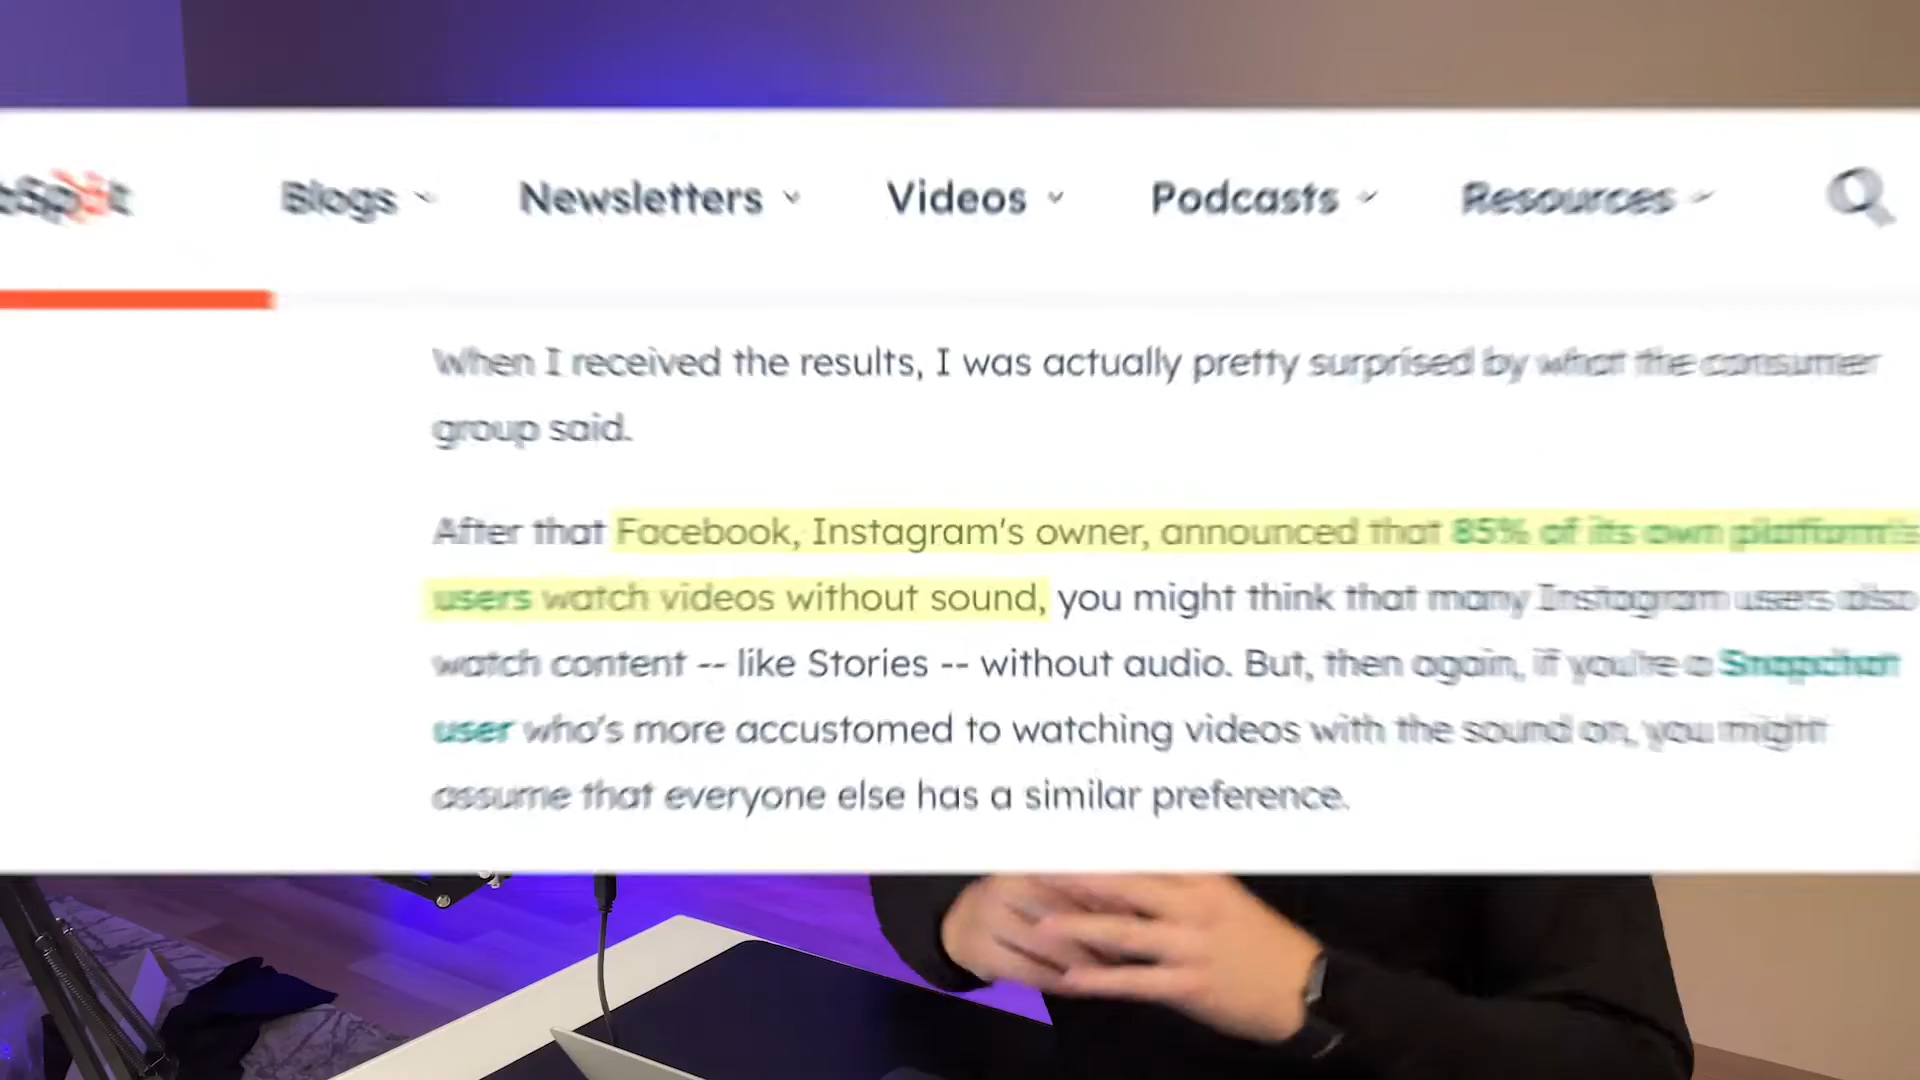 bSpot Blogs Newsletters Videos Podcasts Resources
When I received the results, I was actually pretty surprised by what the consumer
group said.
After that Facebook, Instagram's owner, announced that 85% of its own platform's
users watch videos without sound, you might think that many Instagram users also
watch content -- like Stories -- without audio. But, then again, if you're a Snapchat
user who's more accustomed to watching videos with the sound on, you might
assume that everyone else has a similar preference.